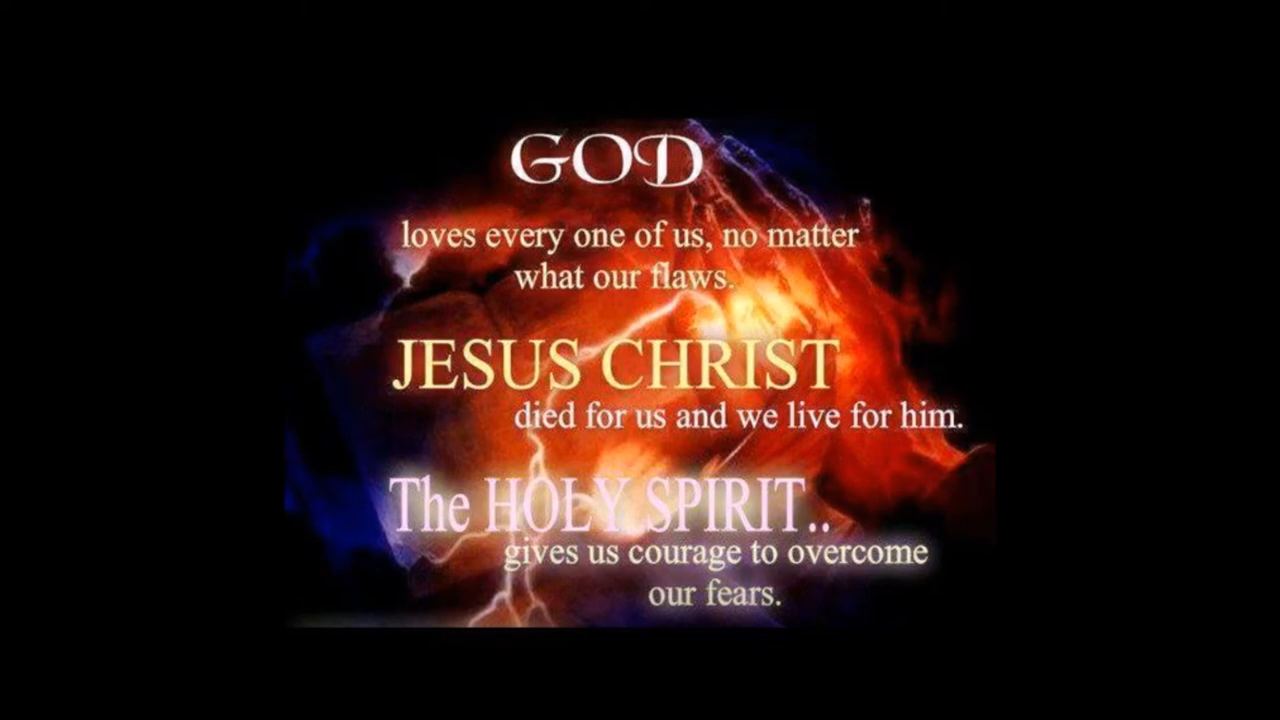 GOD
loves every one of us, no matter
what our flaws.
JESUS CHRIST
died for us and we live for him.
The HOLY SPIRIT..
gives us courage to overcome
our fears.